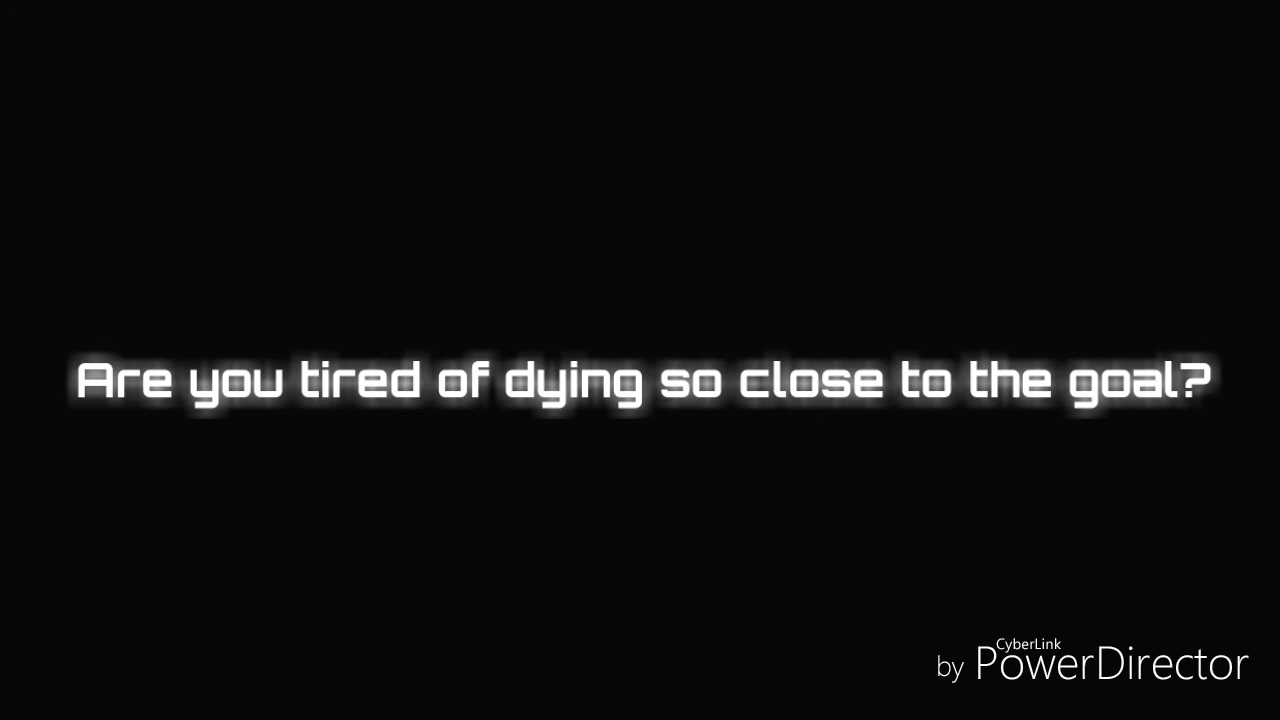 Are you tired of dying so close to the goal?
CyberLink
by PowerDirector